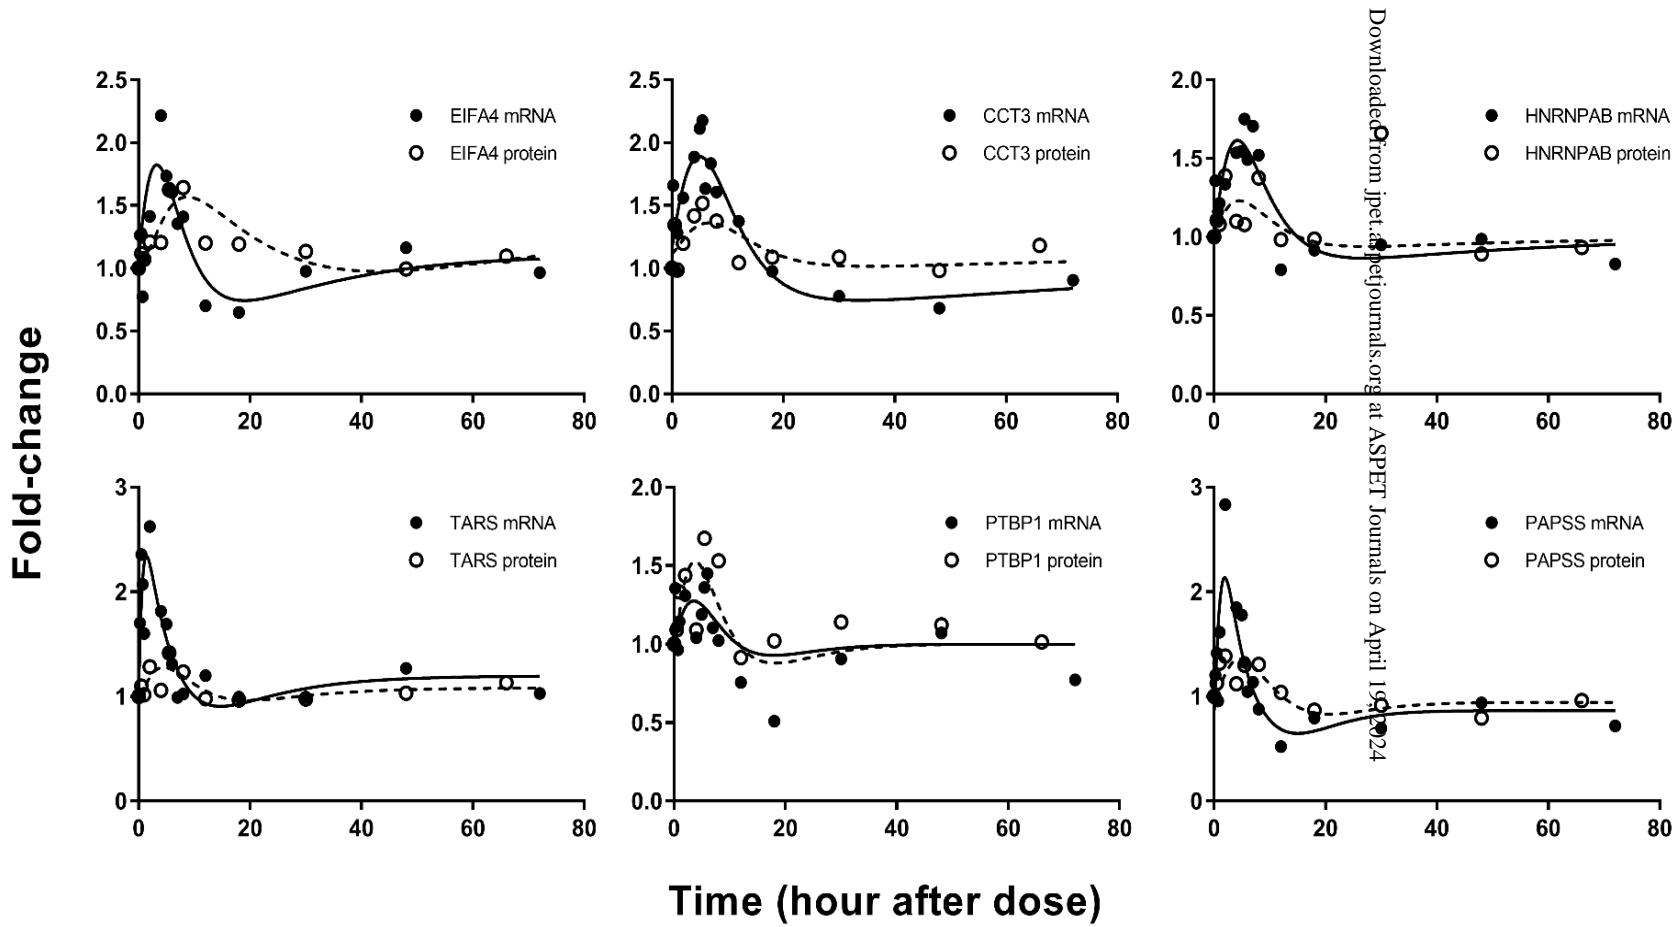 Fold-change
2.5
2.0
1.5
1.0
0.5
0.0
0 20 40 60 80
EIFA4 mRNA
EIFA4 protein
2.5
2.0
1.5
1.0
0.5
0.0
0 20 40 60 80
CCT3 mRNA
CCT3 protein
2.0
1.5
1.0
0.5
0.0
0 20 40 60 80
HNRNPAB mRNA
HNRNPAB protein
3
2
1
0
0 20 40 60 80
TARS mRNA
TARS protein
2.0
1.5
1.0
0.5
0.0
0 20 40 60 80
PTBP1 mRNA
PTBP1 protein
3
2
1
0
0 20 40 60 80
PAPSS mRNA
PAPSS protein
Time (hour after dose)
Downloaded from jpet.aspetjournals.org at ASPET Journals on April 19, 2024